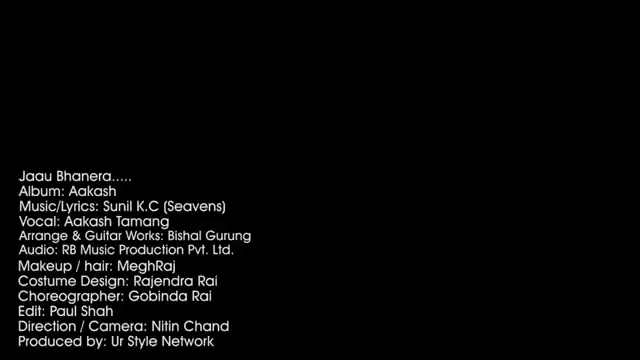 Jaau Bhanera.....
Album: Aakash
Music/Lyrics: Sunil K.C (Seavens)
Vocal: Aakash Tamang
Arrange & Guitar Works: Bishal Gurung
Audio: RB Music Production Pvt. Ltd.
Makeup / hair: MeghRaj
Costume Design: Rajendra Rai
Choreographer: Gobinda Rai
Edit: Paul Shah
Direction / Camera: Nitin Chand
Produced by: Ur Style Network